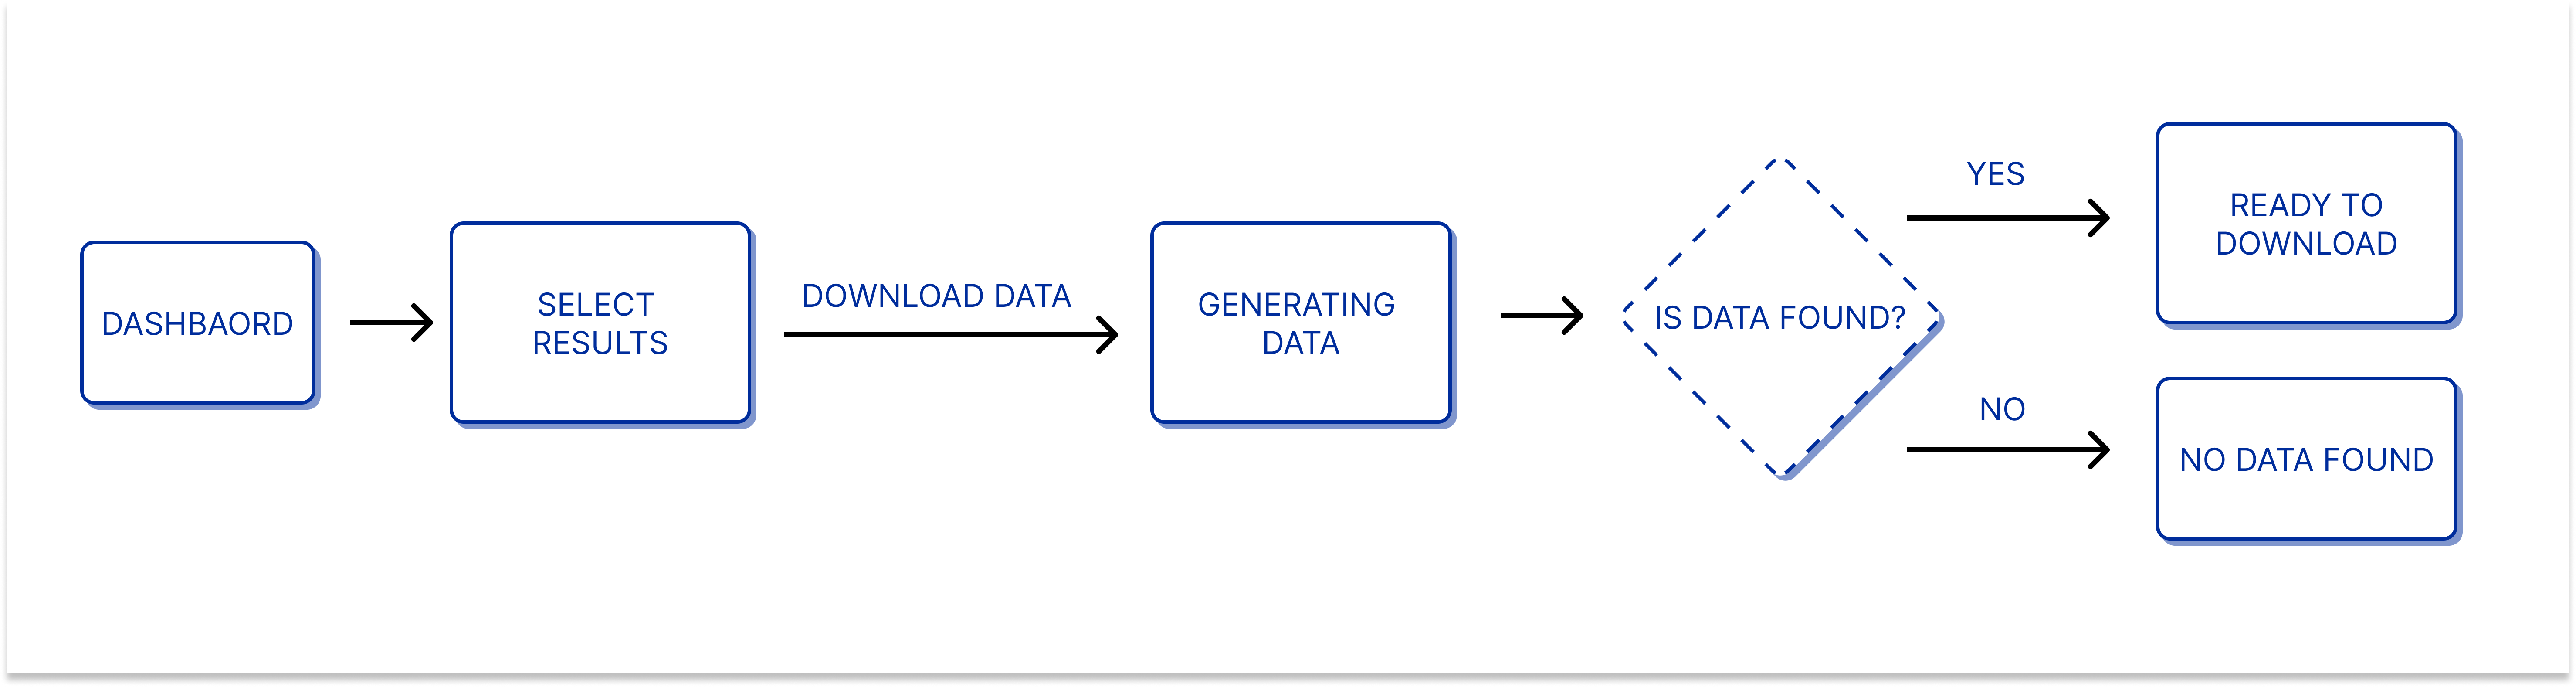 DASHBAORD
SELECT
RESULTS
DOWNLOAD DATA
GENERATING
DATA
IS DATA FOUND?
YES
READY TO
DOWNLOAD
NO
NO DATA FOUND